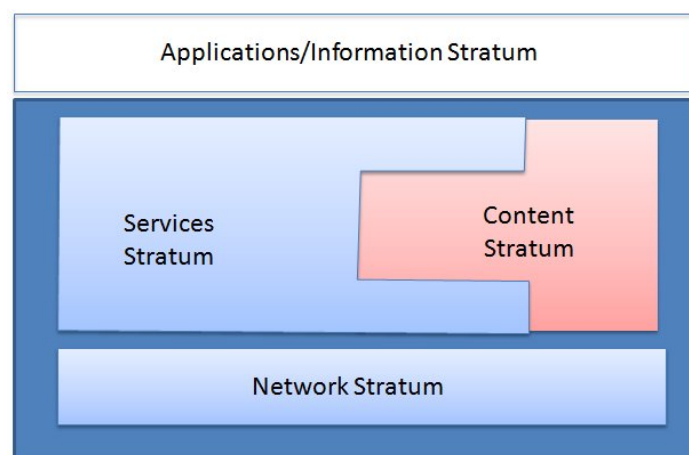 Applications/Information Stratum
Services
Stratum
Content
Stratum
Network Stratum